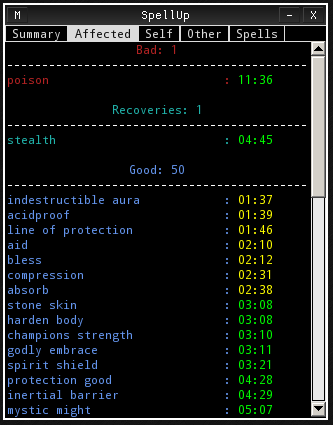 M SpellUp – X
Summary Affected Self Other Spells
Bad: 1
--------------------------------------------
poison : 11:36
Recoveries: 1
--------------------------------------------
stealth : 04:45
Good: 50
--------------------------------------------
indestructible aura : 01:37
acidproof : 01:39
line of protection : 01:46
aid : 02:10
bless : 02:12
compression : 02:31
absorb : 02:38
stone skin : 03:08
harden body : 03:08
champions strength : 03:10
godly embrace : 03:11
spirit shield : 03:21
protection good : 04:28
inertial barrier : 04:29
mystic might : 05:07